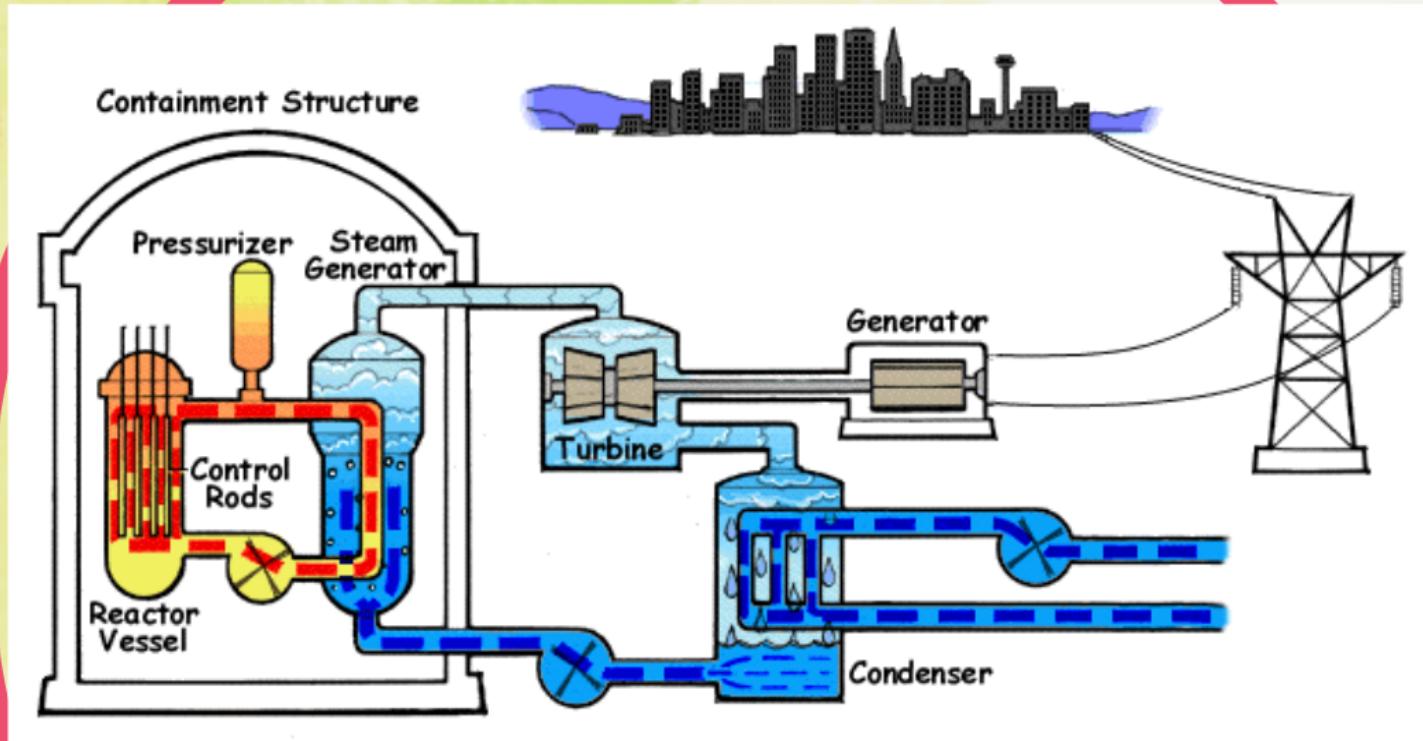 Containment Structure
Pressurizer
Steam
Generator
Control
Rods
Reactor
Vessel
Turbine
Generator
Condenser